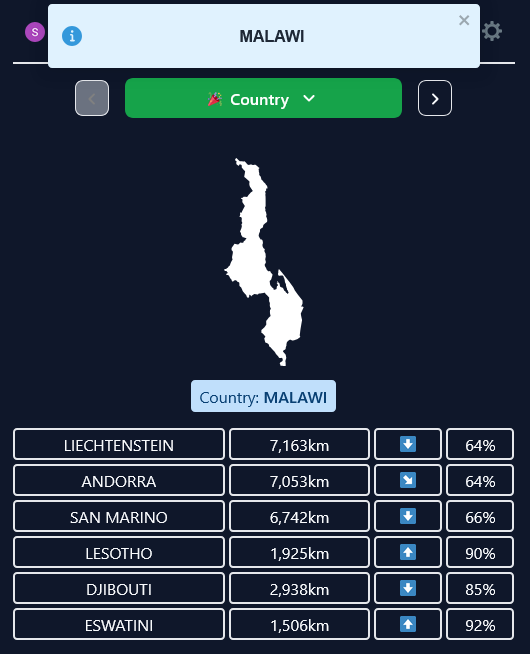 S
MALAWI
Country
Country: MALAWI
LIECHTENSTEIN 7,163km 64%
ANDORRA 7,053km 64%
SAN MARINO 6,742km 66%
LESOTHO 1,925km 90%
DJIBOUTI 2,938km 85%
ESWATINI 1,506km 92%